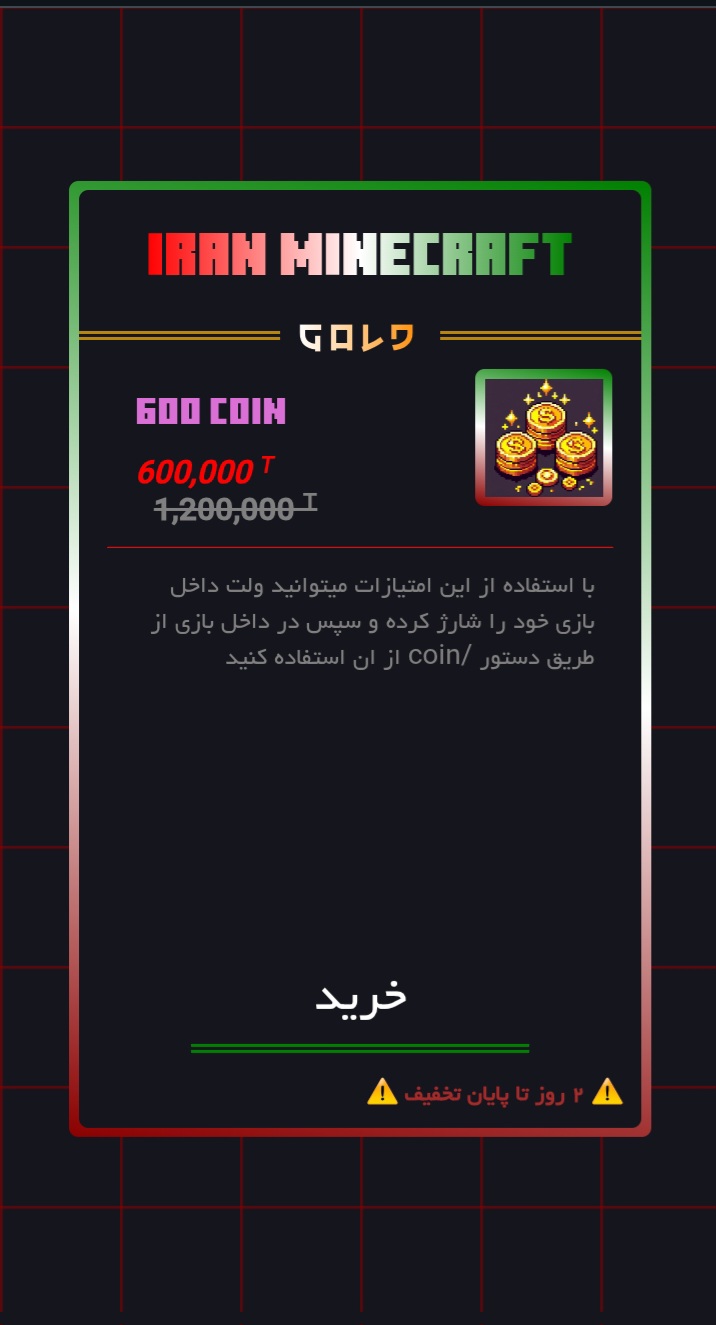 IRAN MINECRAFT
GOLD
600 COIN
600,000 T
1,200,000 T
با استفاده از این امتیازات میتوانید ولت داخل
بازی خود را شارژ کرده و سپس در داخل بازی از
طریق دستور /coin از ان استفاده کنید
خرید
⚠️ ۲ روز تا پایان تخفیف ⚠️